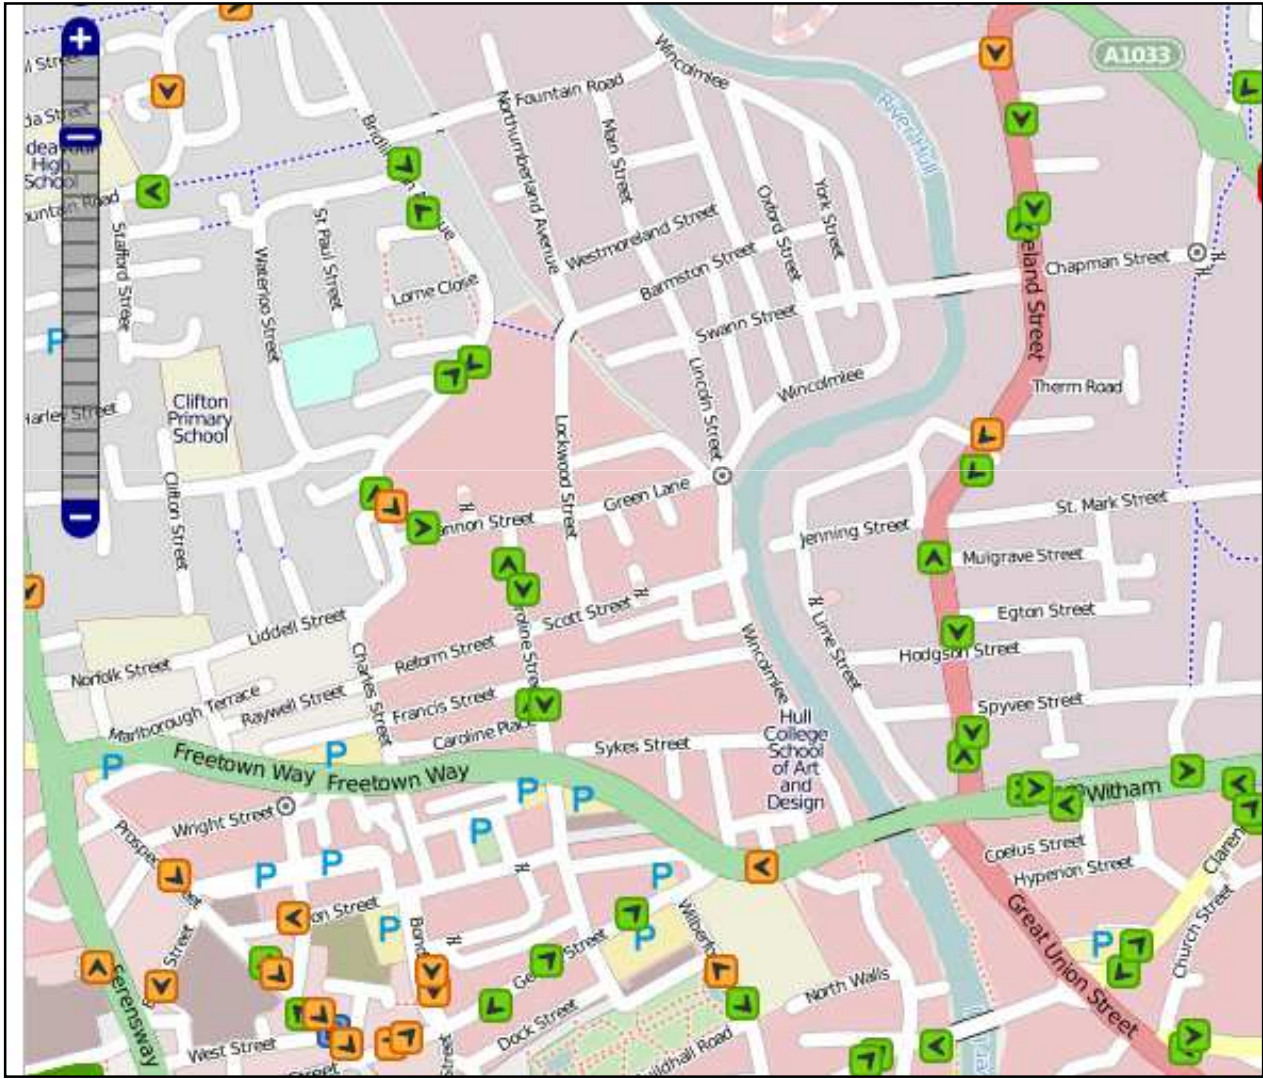 A1033
Wincolmlee
Fountain Road
River Hull
High
School
Stafford Street
St Paul Street
Waterloo Street
Northumberland Avenue
Main Street
Westmoreland Street
Barmston Street
Oxford Street
York Street
Chapman Street
Lorne Close
Swann Street
Lincoln Street
Wincolmlee
Therm Road
P
Clifton
Primary
School
Harley Street
Clifton Street
Lockwood Street
Green Lane
St. Mark Street
Jenning Street
Muigrave Street
Egton Street
Hodgson Street
Scott Street
Liddell Street
Reform Street
Norfolk Street
Charles Street
Wincolmlee
Lime Street
Marlborough Terrace
Raywell Street
Francis Street
Caroline Place
Sykes Street
Spyvee Street
Hull
College
School
of Art
and
Design
P
P
Freetown Way
Freetown Way
P
P
P
Witham
Wright Street
Coelus Street
Hyperion Street
P
P
P
P
P
P
Great Union Street
Church Street
North Walls
Dock Street
West Street